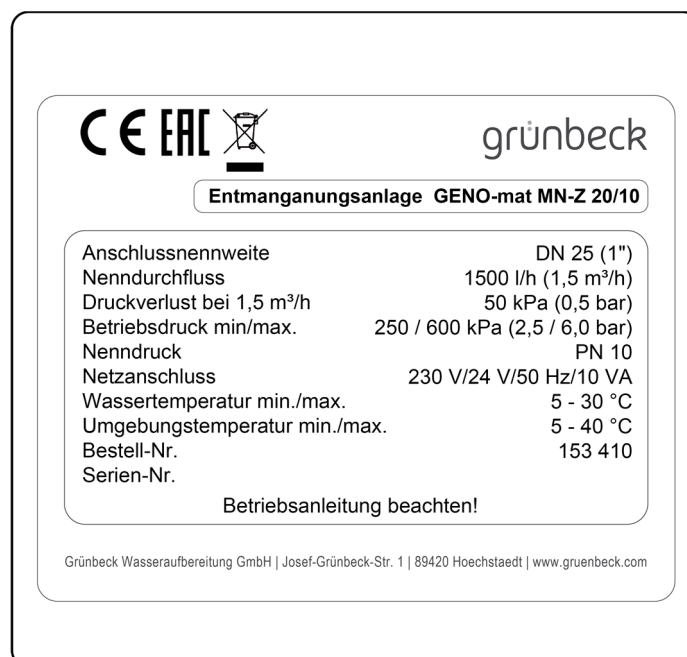 CE EAC grünbeck
Entmanganungsanlage GENO-mat MN-Z 20/10
Anschlussnennweite DN 25 (1")
Nenndurchfluss 1500 l/h (1,5 m³/h)
Druckverlust bei 1,5 m³/h 50 kPa (0,5 bar)
Betriebsdruck min/max. 250 / 600 kPa (2,5 / 6,0 bar)
Nenndruck PN 10
Netzanschluss 230 V/24 V/50 Hz/10 VA
Wassertemperatur min./max. 5 - 30 °C
Umgebungstemperatur min./max. 5 - 40 °C
Bestell-Nr. 153 410
Serien-Nr.
Betriebsanleitung beachten!
Grünbeck Wasseraufbereitung GmbH | Josef-Grünbeck-Str. 1 | 89420 Hoechstaedt | www.gruenbeck.com